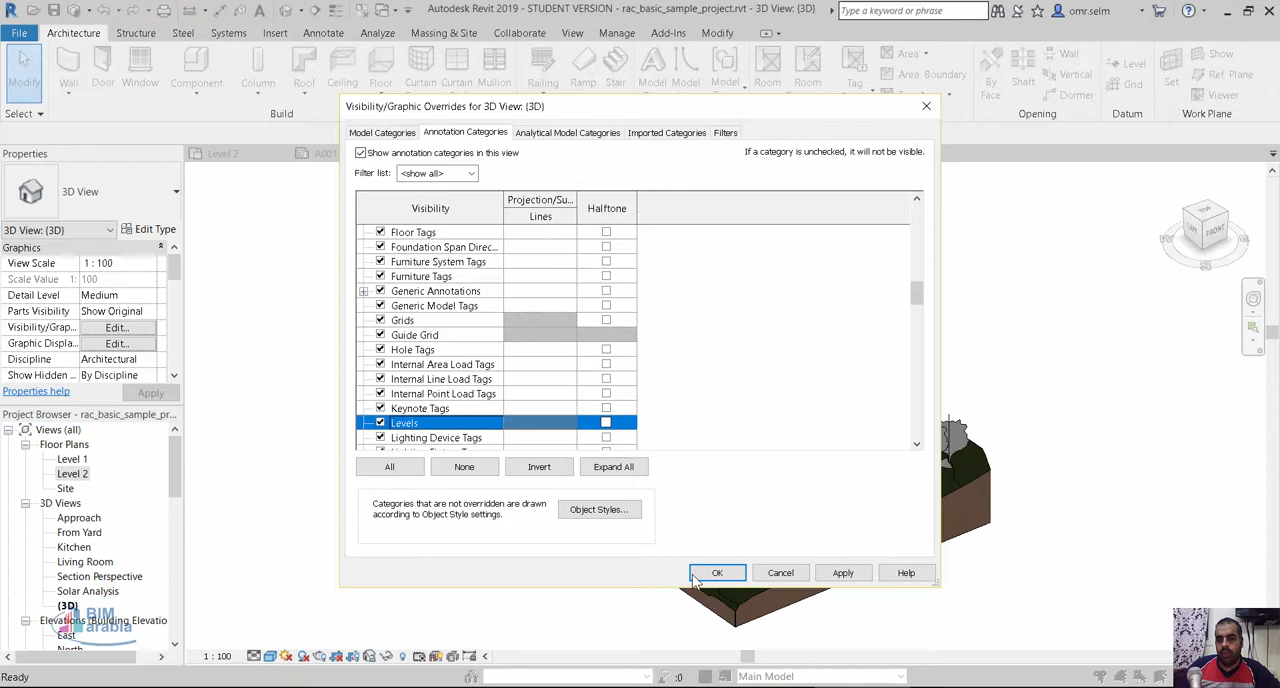 Autodesk Revit 2019 - STUDENT VERSION - rac_basic_sample_project.rvt - 3D View: {3D}
Type a keyword or phrase
omr.selm
File
Architecture
Structure
Steel
Systems
Insert
Annotate
Analyze
Massing & Site
Collaborate
View
Manage
Add-Ins
Modify
Modify
Wall
Door
Window
Component
Column
Roof
Ceiling
Floor
Curtain
Curtain
Mullion
Railing
Ramp
Stair
Model
Model
Model
Room
Room
Tag
Area
Area Boundary
By
Face
Shaft
Wall
Vertical
Dormer
Level
Grid
Set
Show
Ref Plane
Viewer
Select
Build
Opening
Datum
Work Plane
Properties
Level 2
A001
3D View
3D View: {3D}
Edit Type
Graphics
View Scale
1 : 100
Scale Value 1:
100
Detail Level
Medium
Parts Visibility
Show Original
Visibility/Grap...
Edit...
Graphic Displa...
Edit...
Discipline
Architectural
Show Hidden
By Discipline
Properties help
Apply
Project Browser - rac_basic_sample_pr...
Views (all)
Floor Plans
Level 1
Level 2
Site
3D Views
Approach
From Yard
Kitchen
Living Room
Section Perspective
Solar Analysis
{3D}
Elevations (Building Elevatio
East
North
BIM
arabia
Visibility/Graphic Overrides for 3D View: {3D}
Model Categories
Annotation Categories
Analytical Model Categories
Imported Categories
Filters
Show annotation categories in this view
If a category is unchecked, it will not be visible.
Filter list:
<show all>
Visibility
Projection/Su...
Lines
Halftone
Floor Tags
Foundation Span Direc...
Furniture System Tags
Furniture Tags
Generic Annotations
Generic Model Tags
Grids
Guide Grid
Hole Tags
Internal Area Load Tags
Internal Line Load Tags
Internal Point Load Tags
Keynote Tags
Levels
Lighting Device Tags
All
None
Invert
Expand All
Categories that are not overridden are drawn
according to Object Style settings.
Object Styles...
OK
Cancel
Apply
Help
TOP
FRONT
1 : 100
Ready
:0
Main Model